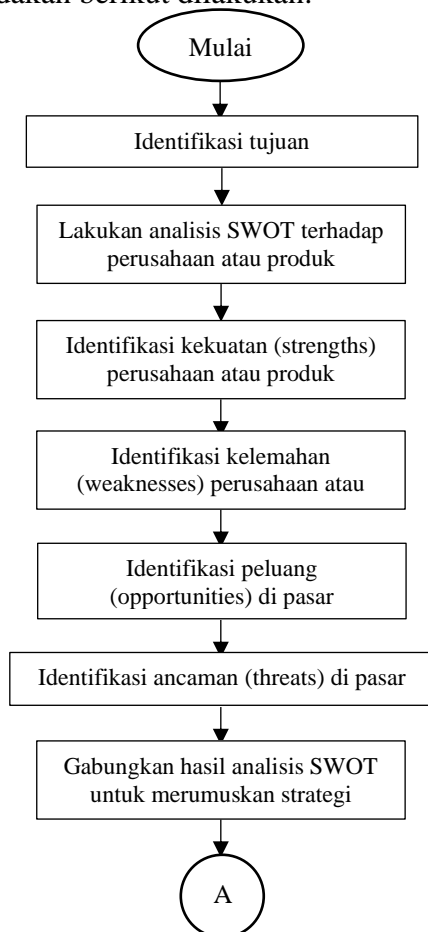 berikut dilakukan:
Mulai
Identifikasi tujuan
Lakukan analisis SWOT terhadap
perusahaan atau produk
Identifikasi kekuatan (strengths)
perusahaan atau produk
Identifikasi kelemahan
(weaknesses) perusahaan atau
Identifikasi peluang
(opportunities) di pasar
Identifikasi ancaman (threats) di pasar
Gabungkan hasil analisis SWOT
untuk merumuskan strategi
A